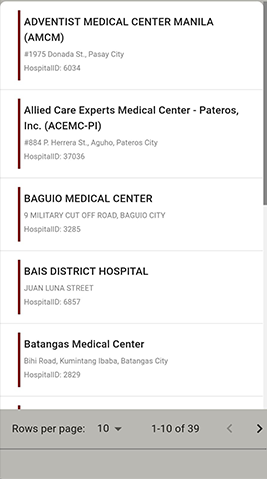 ADVENTIST MEDICAL CENTER MANILA
(AMCM)
#1975 Donada St., Pasay City
HospitalID: 6034
Allied Care Experts Medical Center - Pateros,
Inc. (ACEMC-PI)
#884 P. Herrera St., Aguho, Pateros City
HospitalID: 37036
BAGUIO MEDICAL CENTER
9 MILITARY CUT OFF ROAD, BAGUIO CITY
HospitalID: 3285
BAIS DISTRICT HOSPITAL
JUAN LUNA STREET
HospitalID: 6857
Batangas Medical Center
Bihi Road, Kumintang Ibaba, Batangas City
HospitalID: 2829
Rows per page: 10 1-10 of 39